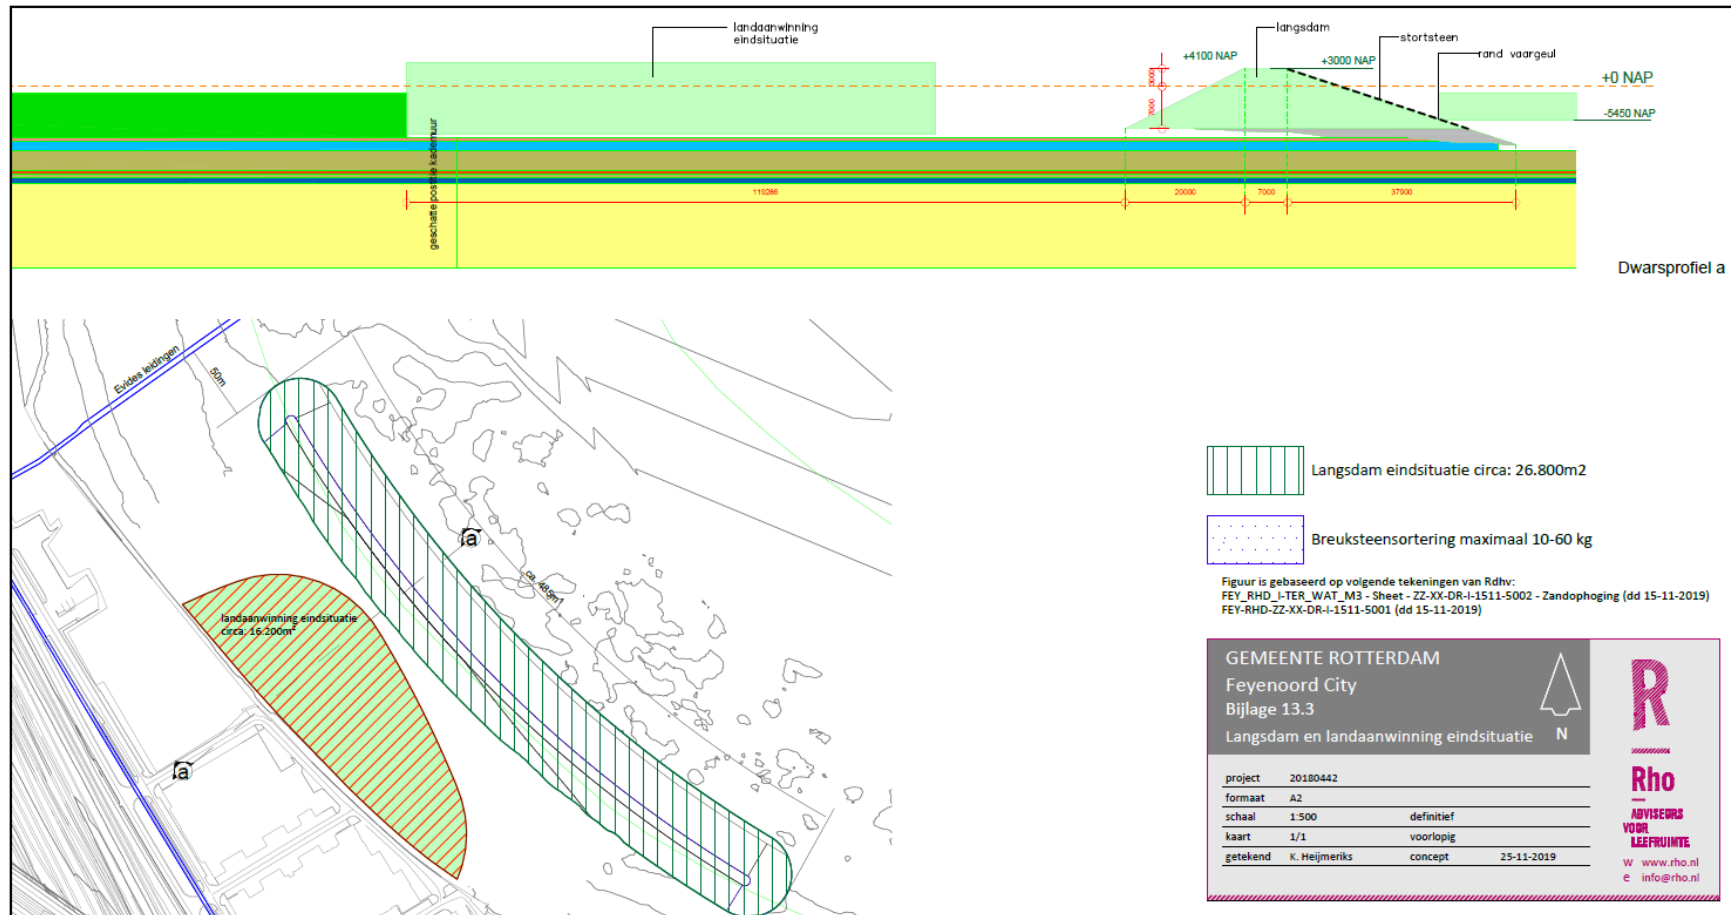 landaanwinning
eindsituatie
langsdam
stortsteen
rand vaargeul
+4100 NAP
+3000 NAP
+0 NAP
-5450 NAP
3000
7000
geschatte postitie kademuur
119286
20000
7000
37900
Dwarsprofiel a
Evides leidingen
50m
a
ca. 485m¹
landaanwinning eindsituatie
circa: 16.200m²
a
Langsdam eindsituatie circa: 26.800m2
Breuksteensortering maximaal 10-60 kg
Figuur is gebaseerd op volgende tekeningen van Rdhv:
FEY_RHD_I-TER_WAT_M3 - Sheet - ZZ-XX-DR-I-1511-5002 - Zandophoging (dd 15-11-2019)
FEY-RHD-ZZ-XX-DR-I-1511-5001 (dd 15-11-2019)
GEMEENTE ROTTERDAM
Feyenoord City
Bijlage 13.3
Langsdam en landaanwinning eindsituatie
N
project 20180442
formaat A2
schaal 1:500 definitief
kaart 1/1 voorlopig
getekend K. Heijmeriks concept 25-11-2019
R
Rho
ADVISEURS
VOOR
LEEFRUIMTE
w www.rho.nl
e info@rho.nl